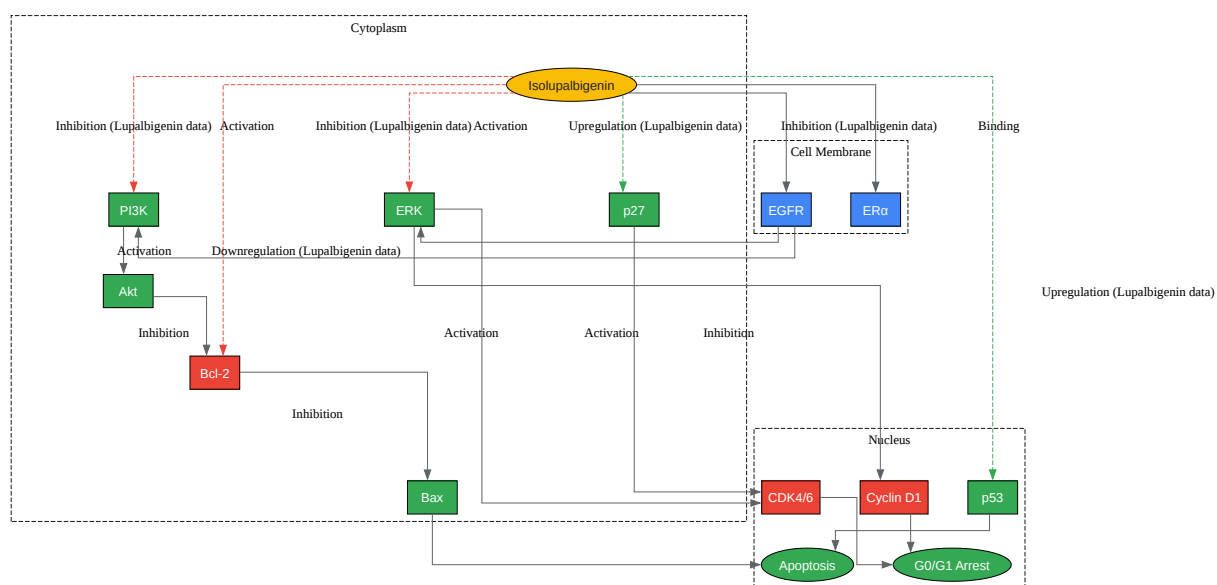 Cytoplasm
Isolupalbigenin
Inhibition (Lupalbigenin data)
Activation
Inhibition (Lupalbigenin data)
Activation
Upregulation (Lupalbigenin data)
Inhibition (Lupalbigenin data)
Binding
Cell Membrane
PI3K
ERK
p27
EGFR
ERα
Activation
Downregulation (Lupalbigenin data)
Akt
Upregulation (Lupalbigenin data)
Inhibition
Activation
Activation
Inhibition
Bcl-2
Inhibition
Nucleus
Bax
CDK4/6
Cyclin D1
p53
Apoptosis
G0/G1 Arrest